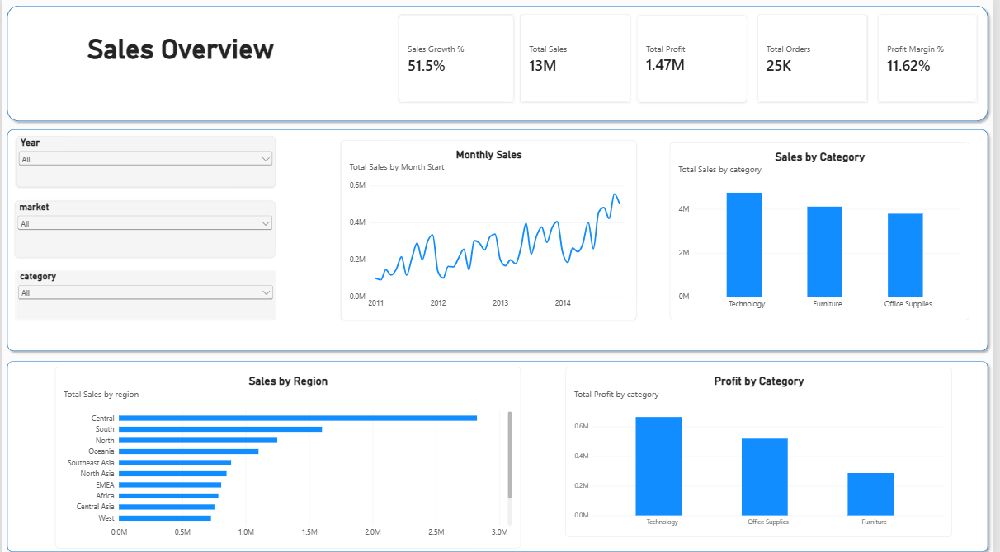 Sales Overview
Sales Growth %
51.5%
Total Sales
13M
Total Profit
1.47M
Total Orders
25K
Profit Margin %
11.62%
Year
All
market
All
category
All
Monthly Sales
Total Sales by Month Start
0.6M
0.4M
0.2M
0.0M
2011 2012 2013 2014
Sales by Category
Total Sales by category
4M
2M
0M
Technology Furniture Office Supplies
Sales by Region
Total Sales by region
Central
South
North
Oceania
Southeast Asia
North Asia
EMEA
Africa
Central Asia
West
0.0M 0.5M 1.0M 1.5M 2.0M 2.5M 3.0M
Profit by Category
Total Profit by category
0.6M
0.4M
0.2M
0.0M
Technology Office Supplies Furniture